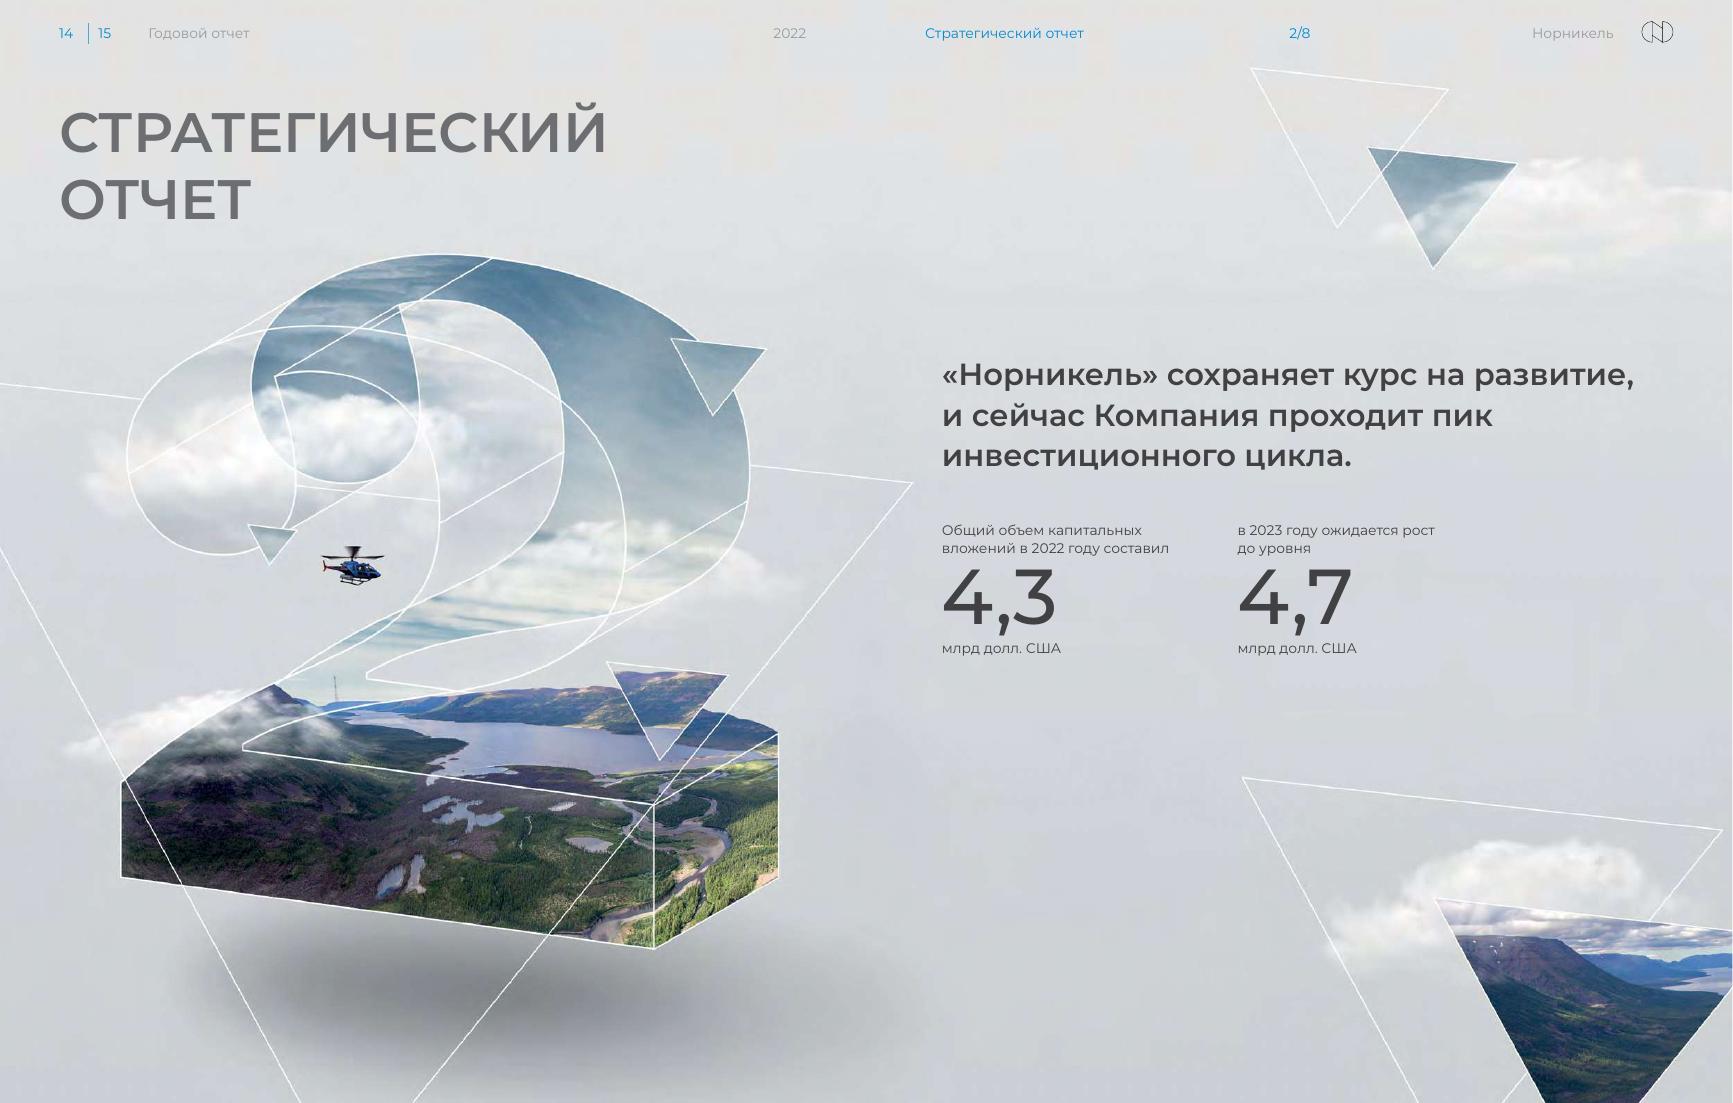 14 15 Годовой отчет 2022 Стратегический отчет 2/8 Норникель
СТРАТЕГИЧЕСКИЙ
ОТЧЕТ
«Норникель» сохраняет курс на развитие,
и сейчас Компания проходит пик
инвестиционного цикла.
Общий объем капитальных
вложений в 2022 году составил
4,3
млрд долл. США
в 2023 году ожидается рост
до уровня
4,7
млрд долл. США
2